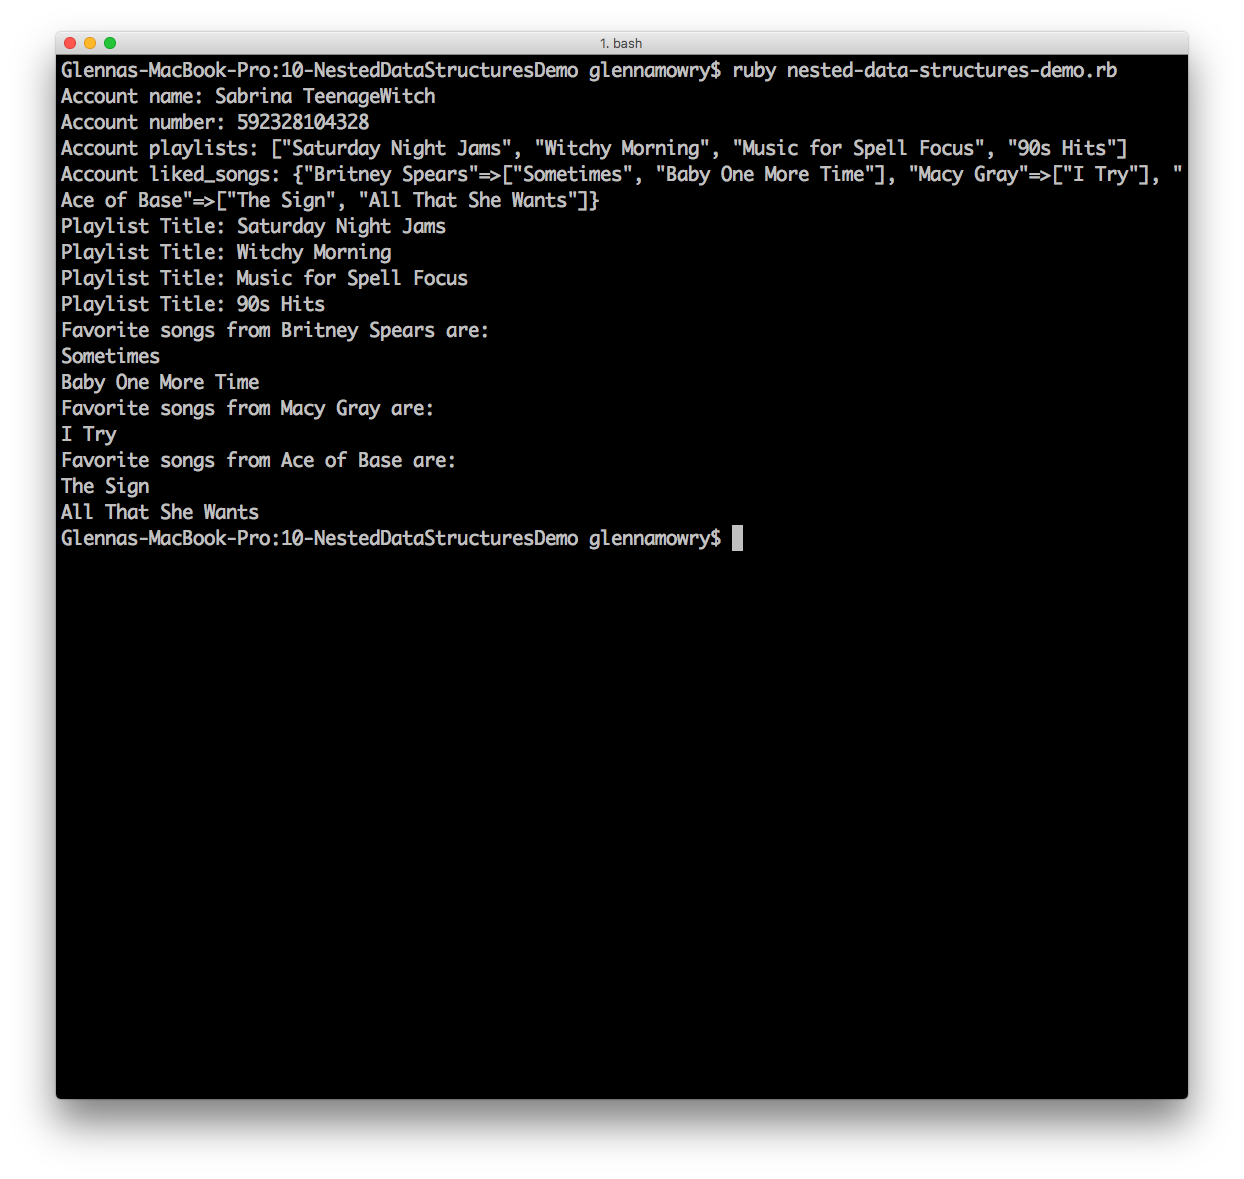 1. bash
Glennas-MacBook-Pro:10-NestedDataStructuresDemo glennamowry$ ruby nested-data-structures-demo.rb
Account name: Sabrina TeenageWitch
Account number: 592328104328
Account playlists: ["Saturday Night Jams", "Witchy Morning", "Music for Spell Focus", "90s Hits"]
Account liked_songs: {"Britney Spears"=>["Sometimes", "Baby One More Time"], "Macy Gray"=>["I Try"], "
Ace of Base"=>["The Sign", "All That She Wants"]}
Playlist Title: Saturday Night Jams
Playlist Title: Witchy Morning
Playlist Title: Music for Spell Focus
Playlist Title: 90s Hits
Favorite songs from Britney Spears are:
Sometimes
Baby One More Time
Favorite songs from Macy Gray are:
I Try
Favorite songs from Ace of Base are:
The Sign
All That She Wants
Glennas-MacBook-Pro:10-NestedDataStructuresDemo glennamowry$